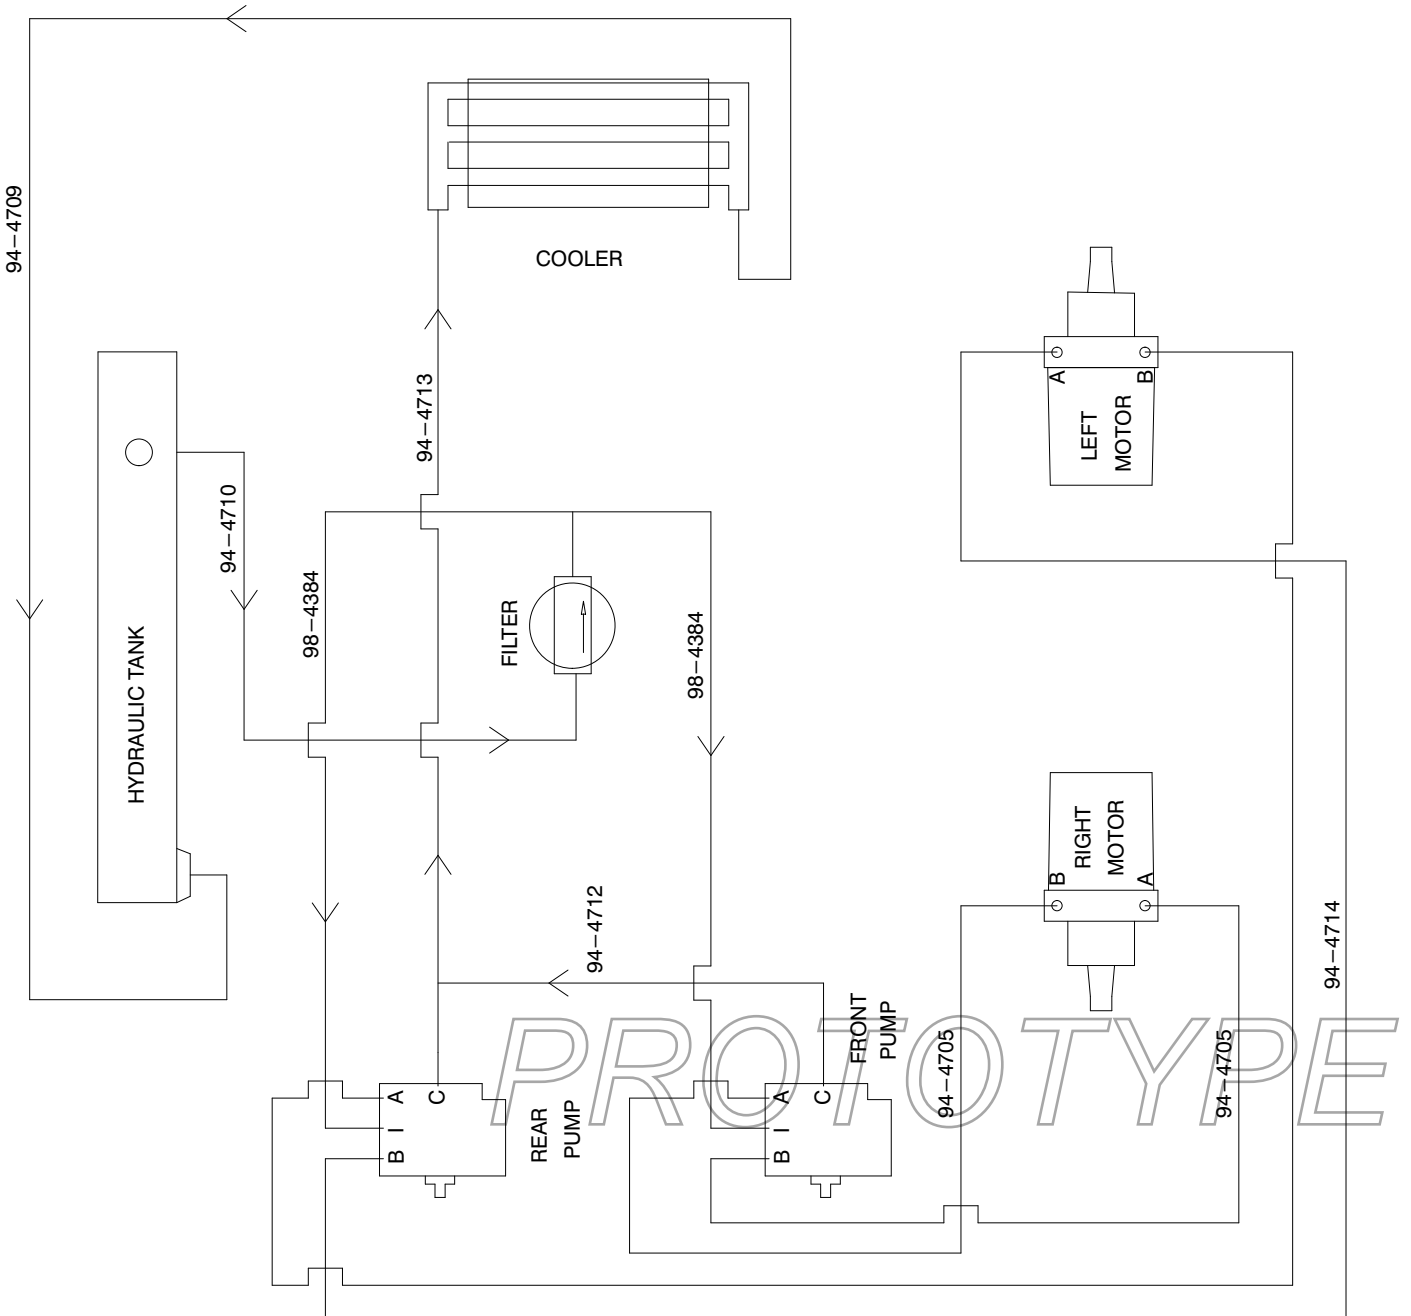 94-4709
COOLER
94-4713
A
B
LEFT
MOTOR
94-4710
98-4384
FILTER
98-4384
HYDRAULIC TANK
RIGHT
MOTOR
B
A
94-4712
94-4714
FRONT
PUMP
PROTOTYPE
94-4705
94-4705
A
C
I
B
REAR
PUMP
A
C
I
B